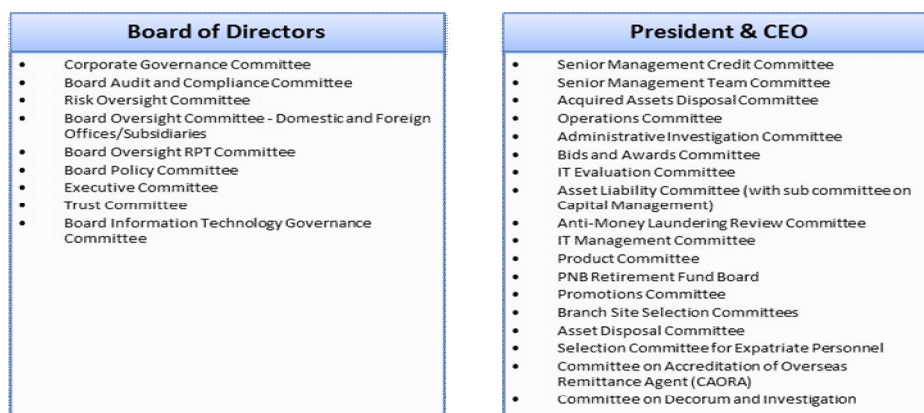 Board of Directors
• Corporate Governance Committee
• Board Audit and Compliance Committee
• Risk Oversight Committee
• Board Oversight Committee - Domestic and Foreign
Offices/Subsidiaries
• Board Oversight RPT Committee
• Board Policy Committee
• Executive Committee
• Trust Committee
• Board Information Technology Governance
Committee
President & CEO
• Senior Management Credit Committee
• Senior Management Team Committee
• Acquired Assets Disposal Committee
• Operations Committee
• Administrative Investigation Committee
• Bids and Awards Committee
• IT Evaluation Committee
• Asset Liability Committee (with sub committee on
Capital Management)
• Anti-Money Laundering Review Committee
• IT Management Committee
• Product Committee
• PNB Retirement Fund Board
• Promotions Committee
• Branch Site Selection Committees
• Asset Disposal Committee
• Selection Committee for Expatriate Personnel
• Committee on Accreditation of Overseas
Remittance Agent (CAORA)
• Committee on Decorum and Investigation